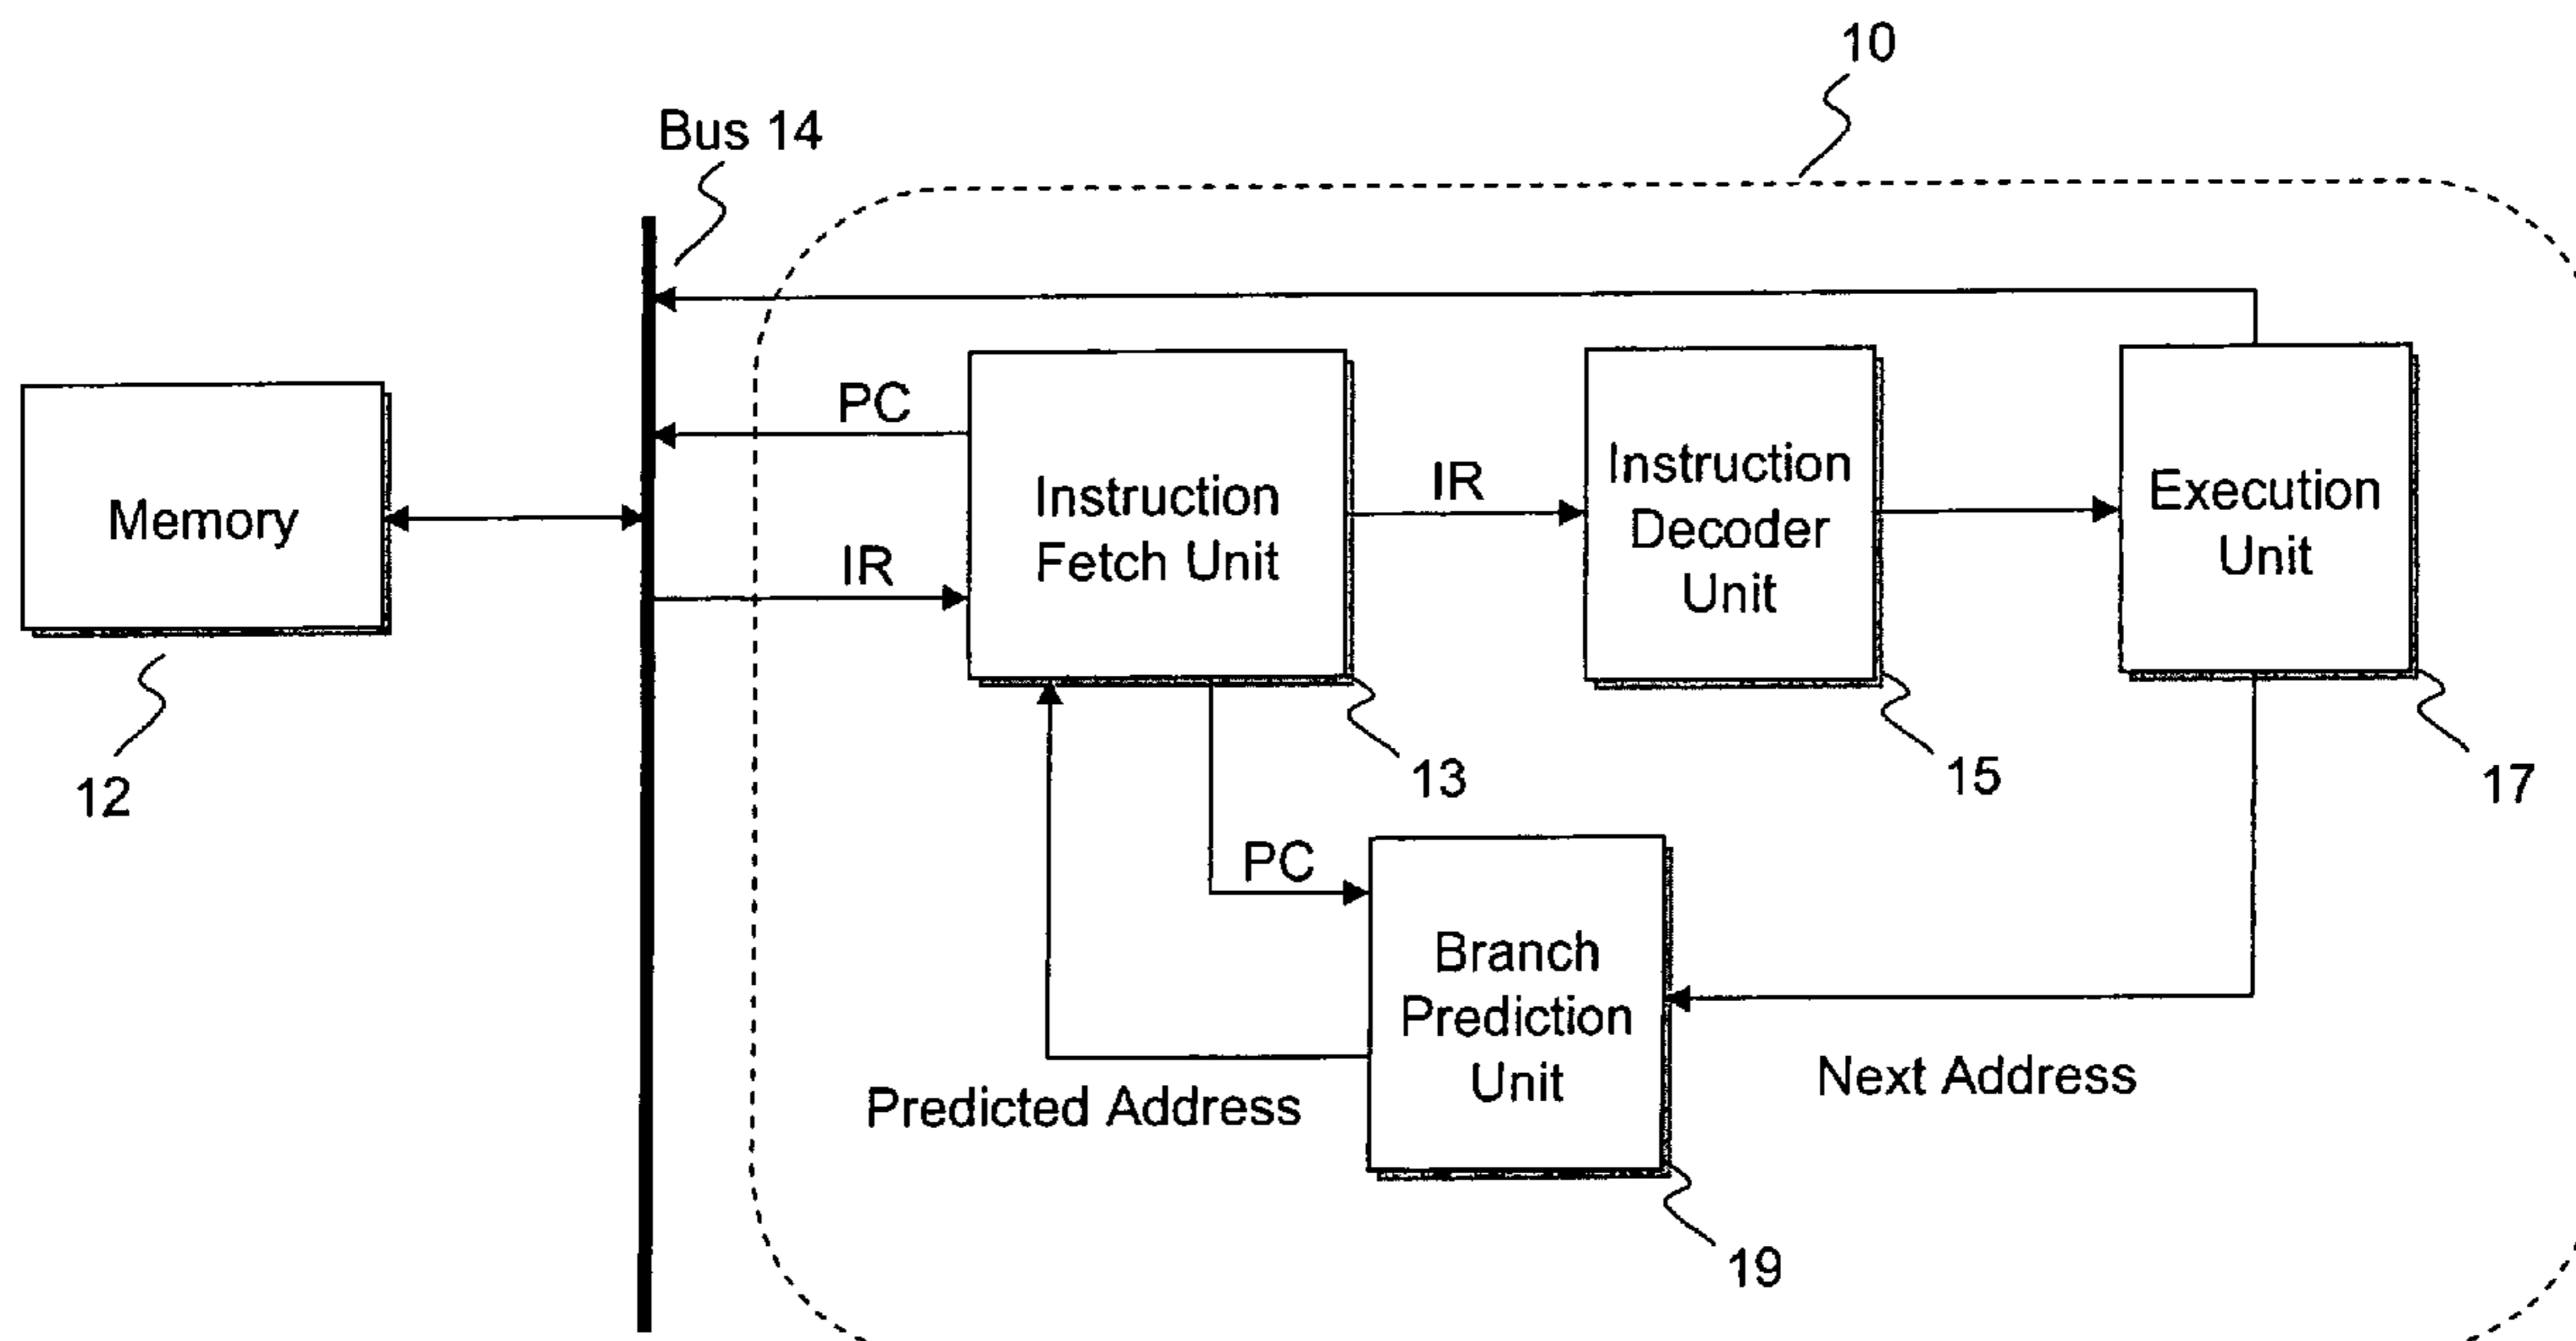 10
Bus 14
PC
Memory
IR
Instruction
Fetch Unit
IR
Instruction
Decoder
Unit
Execution
Unit
12
13
15
17
PC
Branch
Prediction
Unit
Predicted Address
Next Address
19